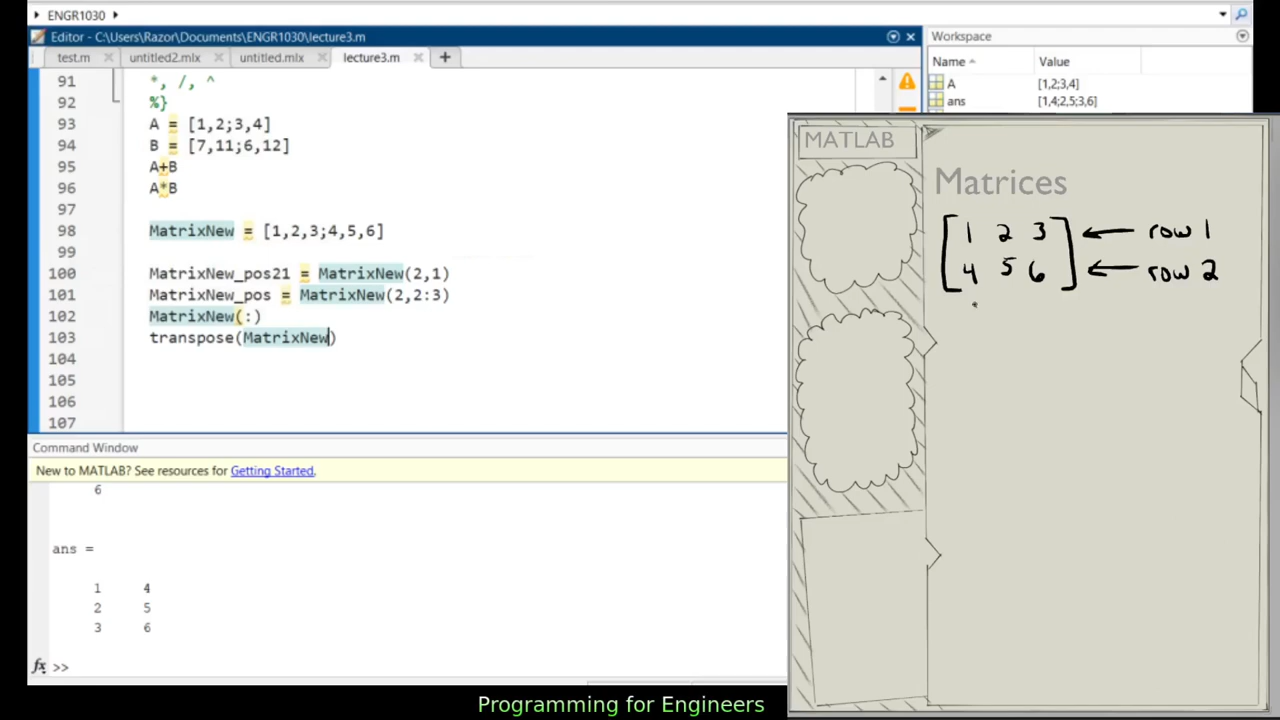 ENGR1030
Editor - C:\Users\Razor\Documents\ENGR1030\lecture3.m
test.m
untitled2.mlx
untitled.mlx
lecture3.m
91 *, /, ^
92 %}
93 A = [1,2;3,4]
94 B = [7,11;6,12]
95 A+B
96 A*B
97
98 MatrixNew = [1,2,3;4,5,6]
99
100 MatrixNew_pos21 = MatrixNew(2,1)
101 MatrixNew_pos = MatrixNew(2,2:3)
102 MatrixNew(:)
103 transpose(MatrixNew)
104
105
106
107
Command Window
New to MATLAB? See resources for Getting Started.
6
ans =
1 4
2 5
3 6
fx >>
Workspace
Name Value
A [1,2;3,4]
ans [1,4;2,5;3,6]
MATLAB
Matrices
1 2 3 ← row 1
4 5 6 ← row 2
Programming for Engineers